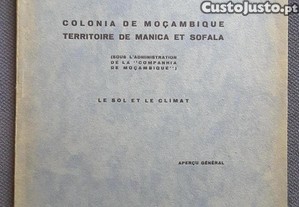 CustoJusto.pt
COLONIA DE MOÇAMBIQUE
TERRITOIRE DE MANICA ET SOFALA
(SOUS L'ADMINISTRATION
DE LA "COMPANHIA
DE MOÇAMBIQUE")
LE SOL ET LE CLIMAT
APERÇU GÉNÉRAL